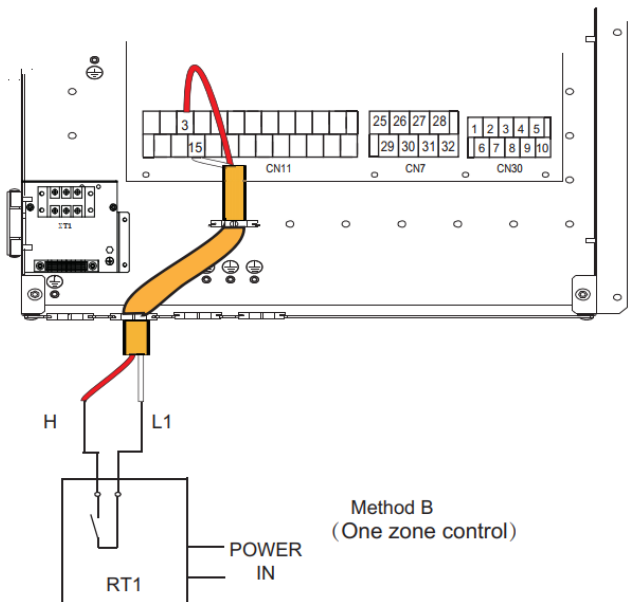 3
15
CN11
25 26 27 28
29 30 31 32
CN7
1 2 3 4 5
6 7 8 9 10
CN30
H
L1
Method B
(One zone control)
POWER
IN
RT1